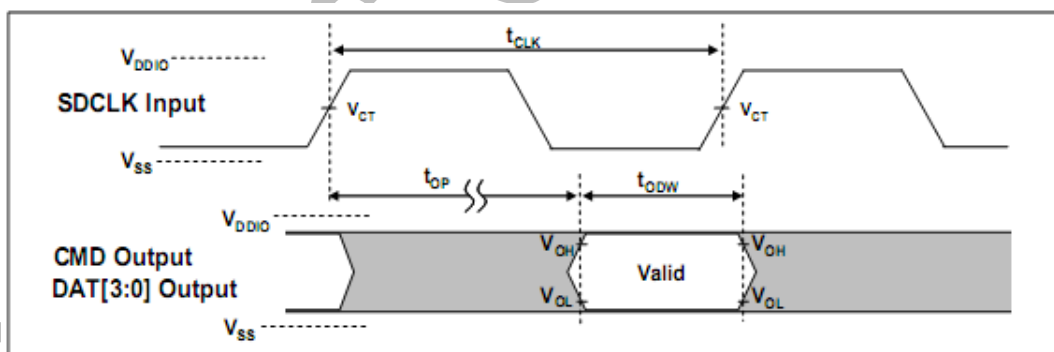 tCLK
VDDIO
SDCLK Input
VCT
VCT
VSS
tOP
tODW
VDDIO
VOH
VOH
CMD Output
DAT[3:0] Output
Valid
VOL
VOL
VSS